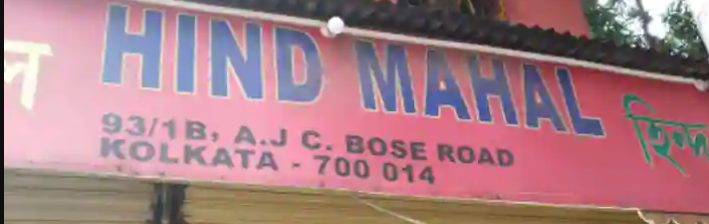 HIND MAHAL
93/1B, A.J C. BOSE ROAD
KOLKATA - 700 014